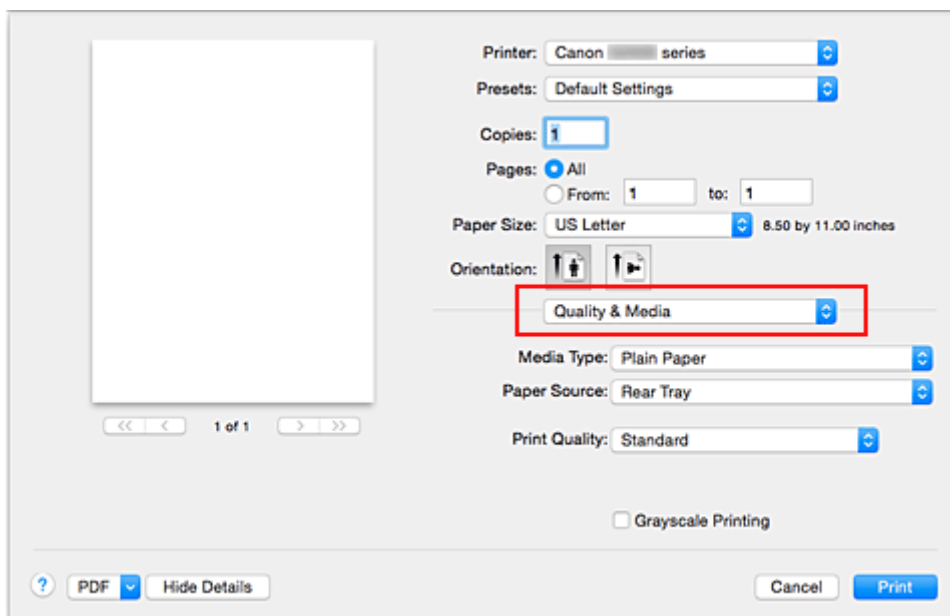 Printer: Canon series
Presets: Default Settings
Copies: 1
Pages: All
From: 1 to: 1
Paper Size: US Letter 8.50 by 11.00 inches
Orientation:
Quality & Media
Media Type: Plain Paper
Paper Source: Rear Tray
1 of 1
Print Quality: Standard
Grayscale Printing
? PDF Hide Details Cancel Print